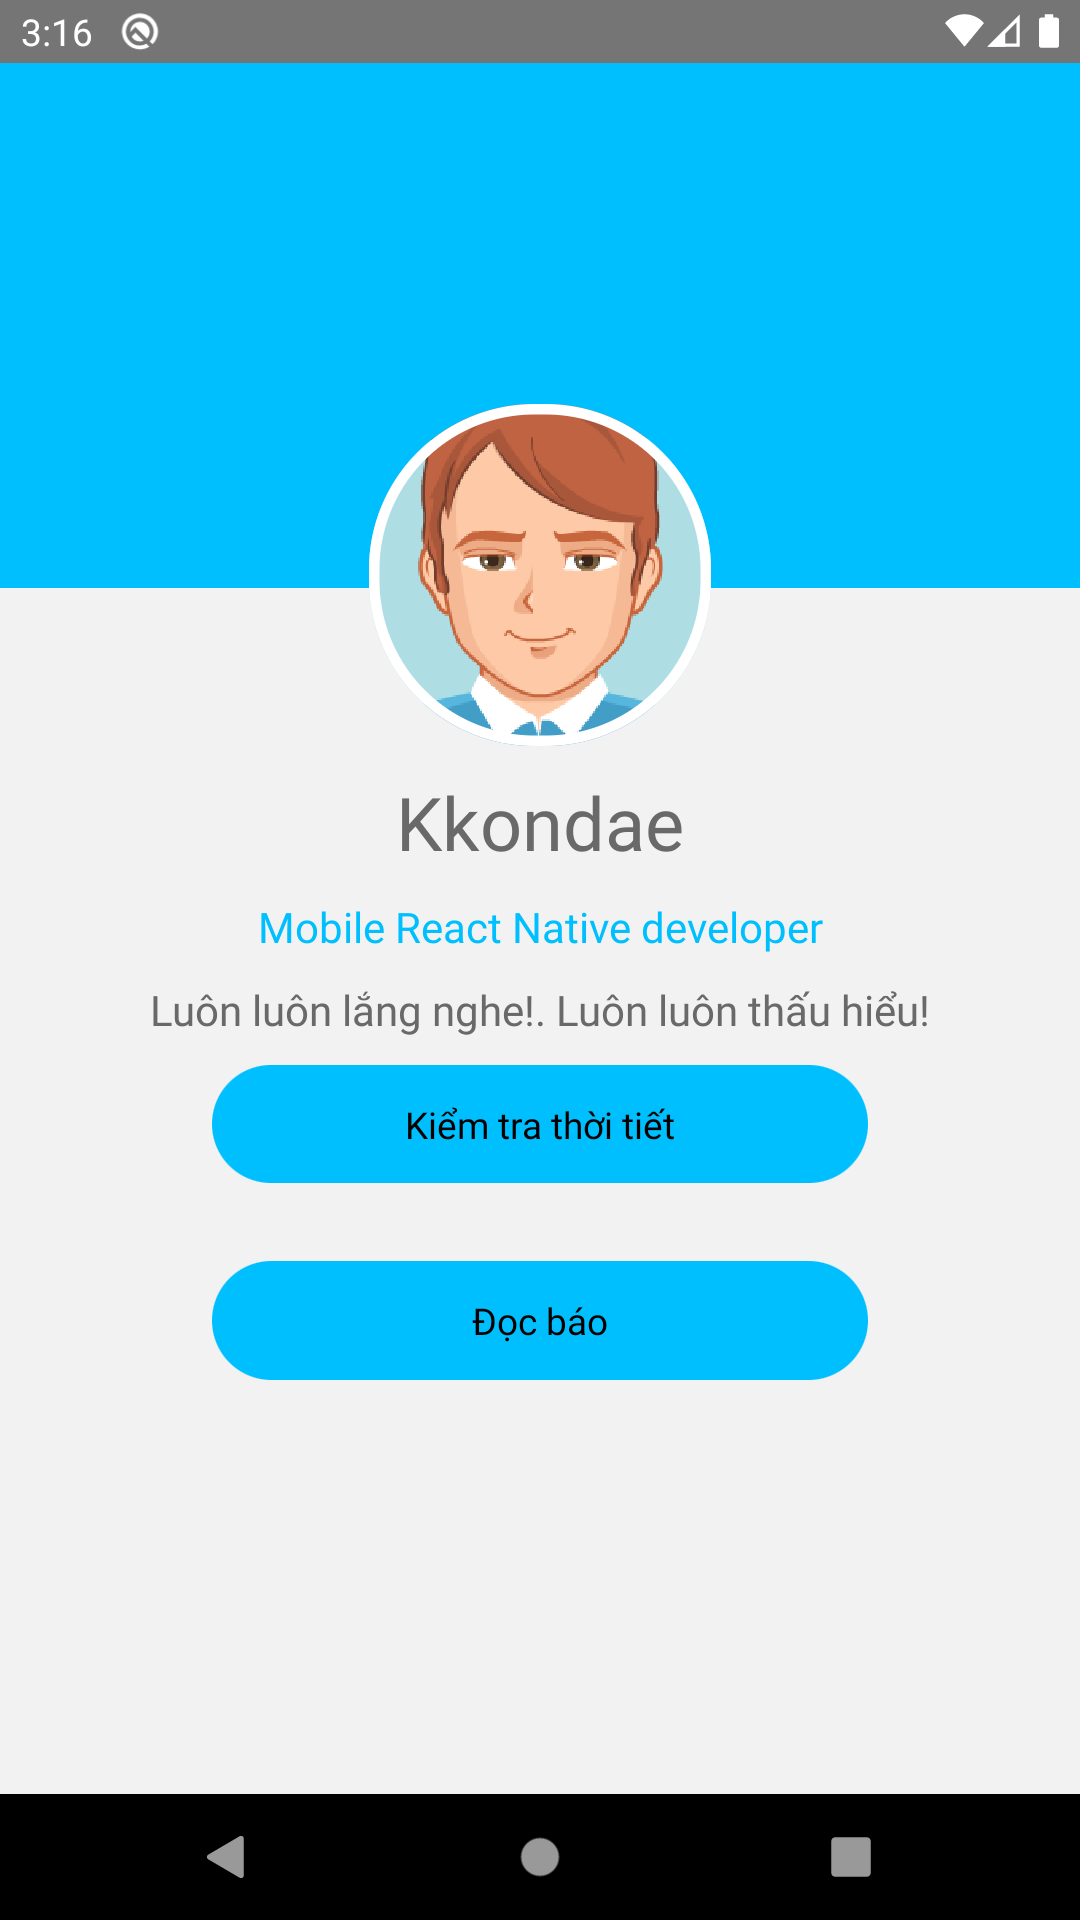 3:16
Kkondae
Mobile React Native developer
Luôn luôn lắng nghe!. Luôn luôn thấu hiểu!
Kiểm tra thời tiết
Đọc báo